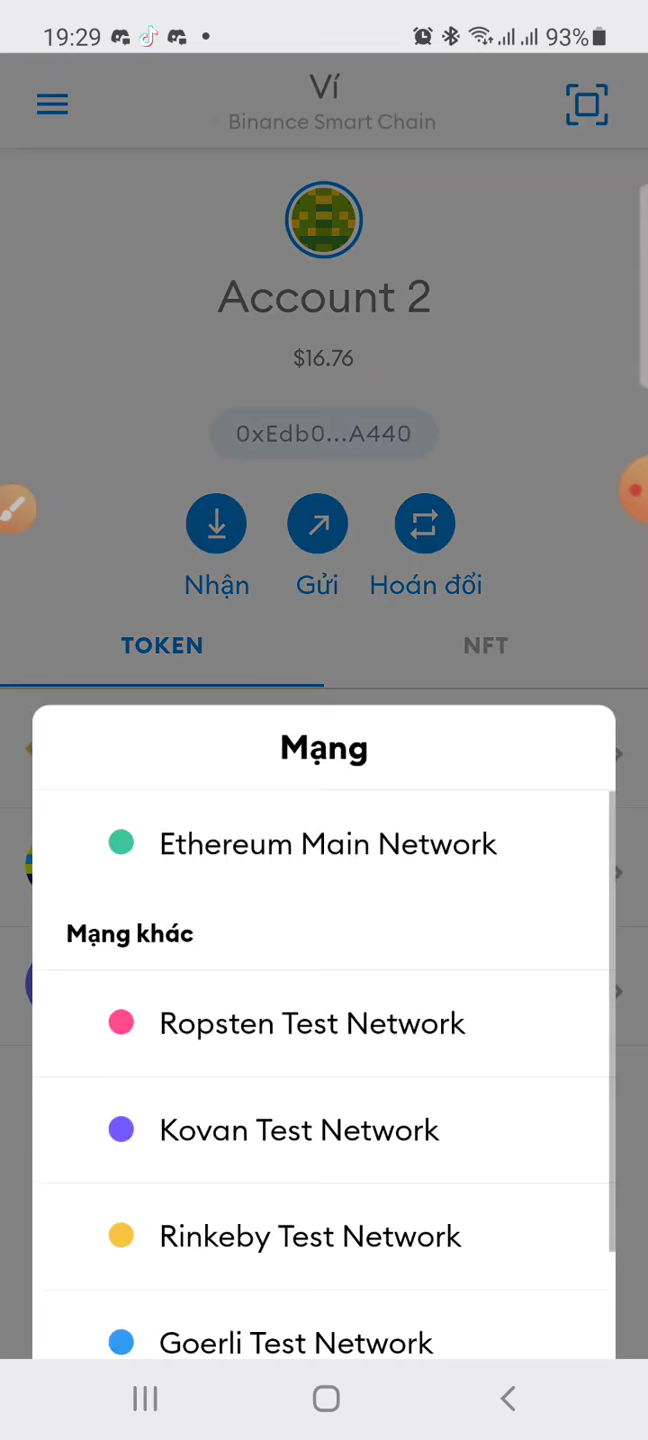 19:29
93%
Ví
Binance Smart Chain
Account 2
$16.76
0xEdb0...A440
Nhận
Gửi
Hoán đổi
TOKEN
NFT
Mạng
Ethereum Main Network
Mạng khác
Ropsten Test Network
Kovan Test Network
Rinkeby Test Network
Goerli Test Network